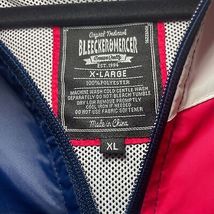 Original Trademark
BLEECKER&MERCER
Premium Quality
EST. 1994
X-LARGE
100% POLYESTER
MACHINE WASH COLD GENTLE WASH
SEPARATELY DO NOT BLEACH TUMBLE
DRY LOW REMOVE PROMPTLY
COOL IRON IF NEEDED
DO NOT USE FABRIC SOFTENER
Made in China
XL